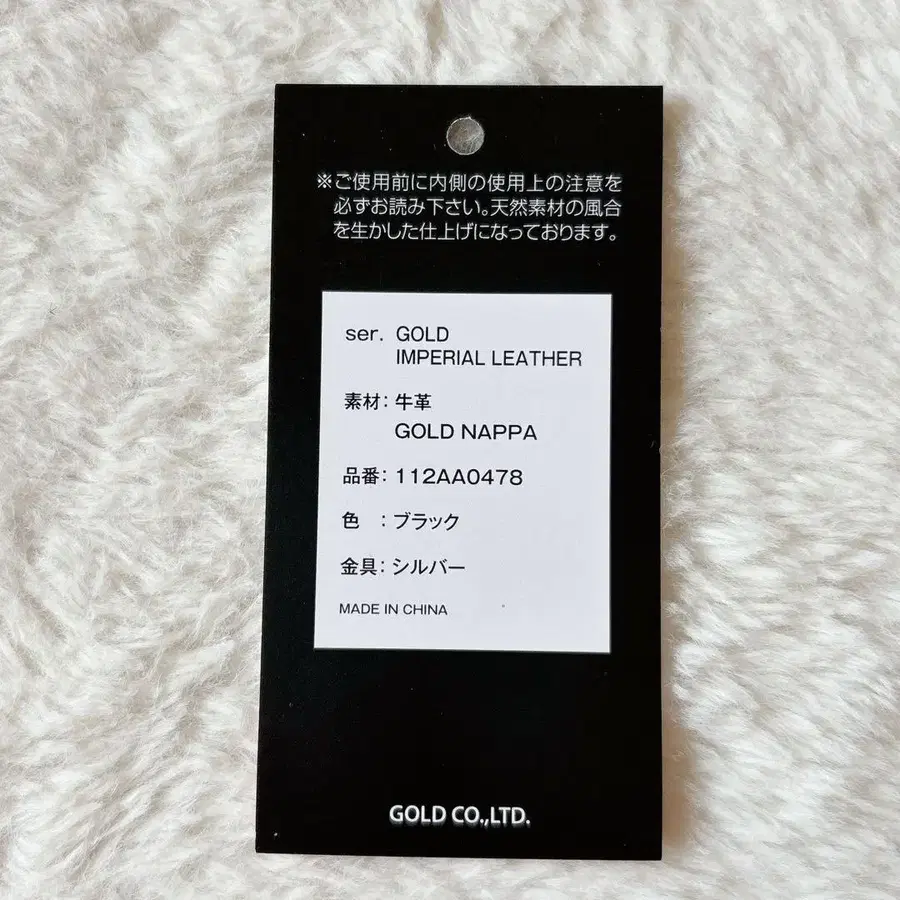 ※ご使用前に内側の使用上の注意を
必ずお読み下さい。天然素材の風合
を生かした仕上げになっております。
ser. GOLD
IMPERIAL LEATHER
素材: 牛革
GOLD NAPPA
品番: 112AA0478
色 : ブラック
金具: シルバー
MADE IN CHINA
GOLD CO.,LTD.